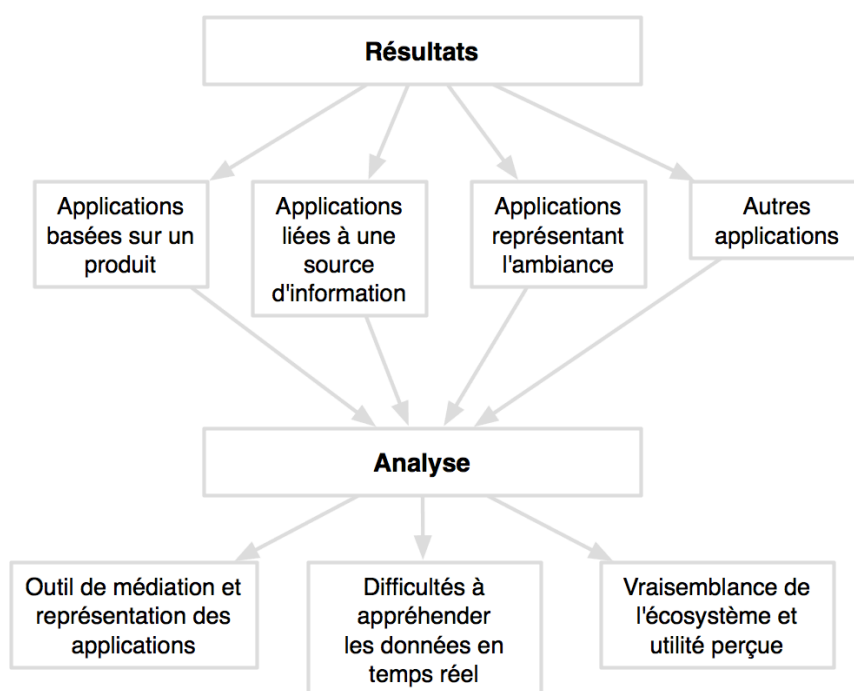 Résultats
Applications
basées sur un
produit
Applications
liées à une
source
d'information
Applications
représentant
l'ambiance
Autres
applications
Analyse
Outil de médiation et
représentation des
applications
Difficultés à
appréhender
les données en
temps réel
Vraisemblance de
l'écosystème et
utilité perçue